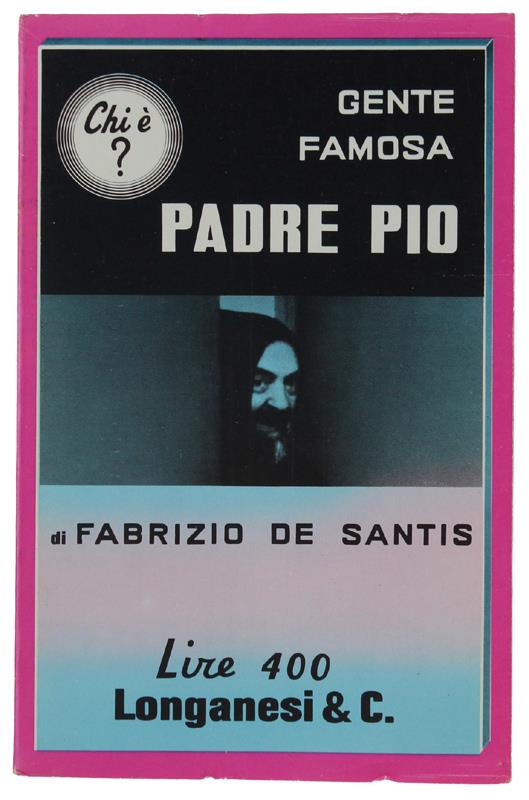 Chi è
?
GENTE
FAMOSA
PADRE PIO
di FABRIZIO DE SANTIS
Lire 400
Longanesi & C.